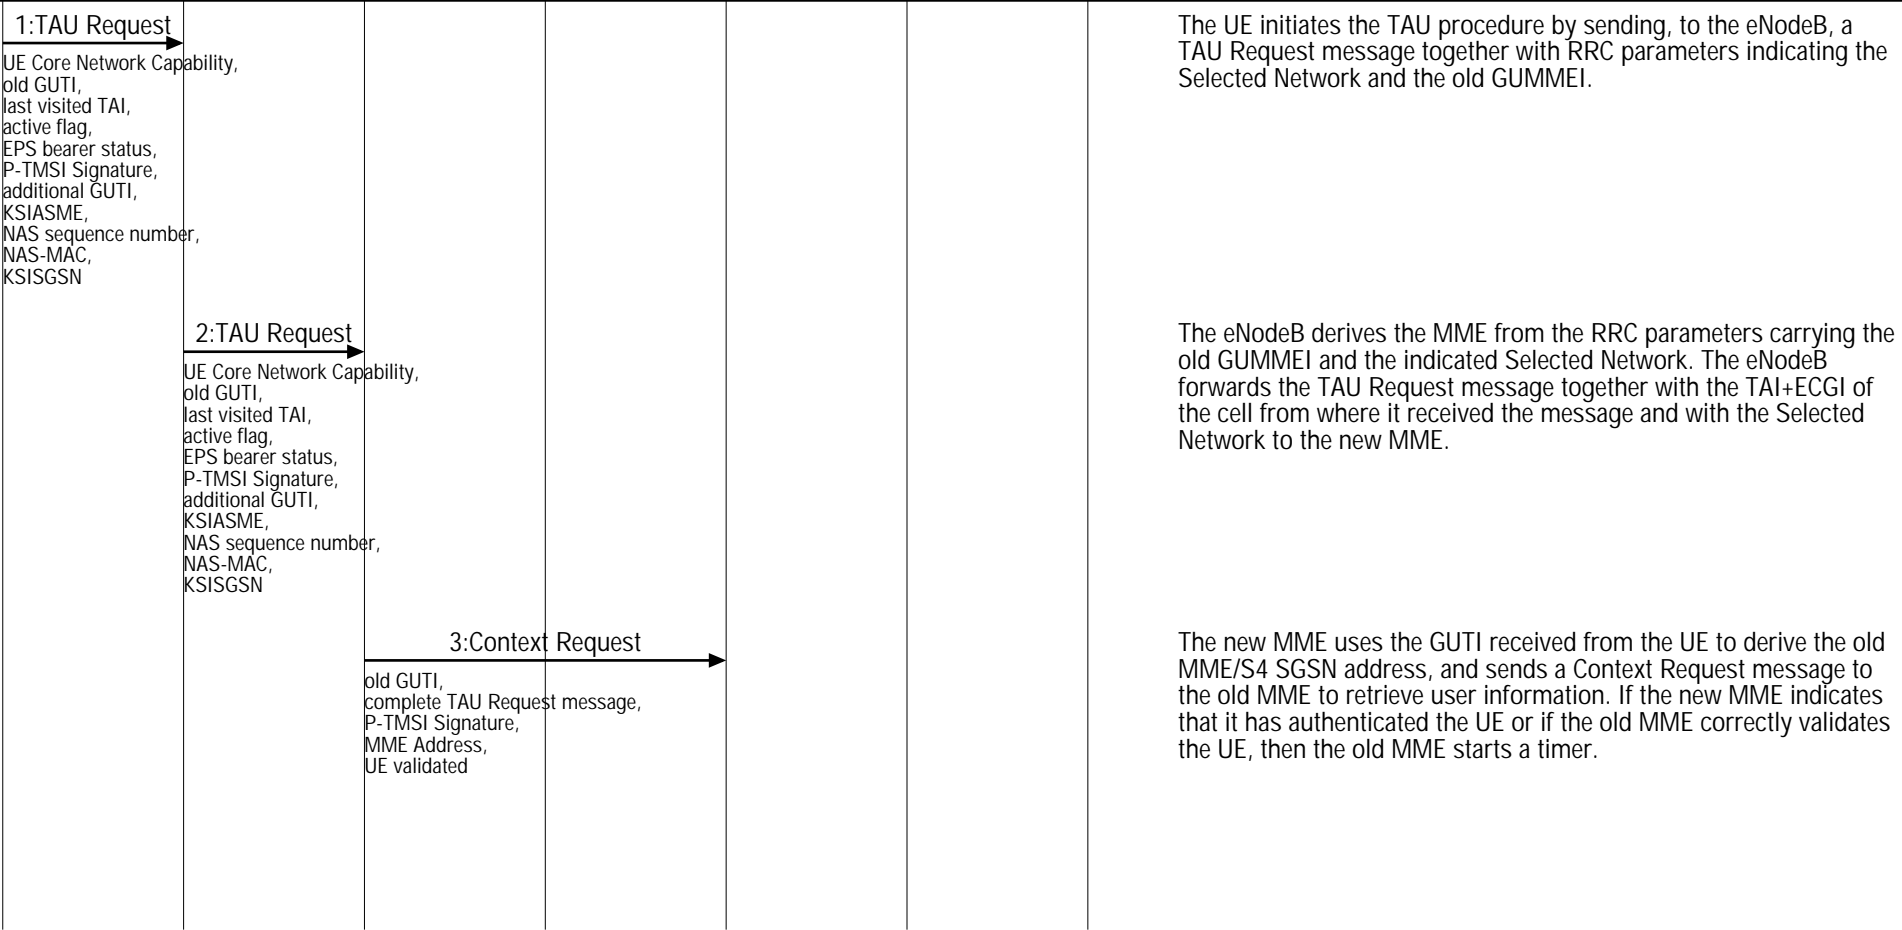 1:TAU Request
UE Core Network Capability,
old GUTI,
last visited TAI,
active flag,
EPS bearer status,
P-TMSI Signature,
additional GUTI,
KSIASME,
NAS sequence number,
NAS-MAC,
KSISGSN
The UE initiates the TAU procedure by sending, to the eNodeB, a
TAU Request message together with RRC parameters indicating the
Selected Network and the old GUMMEI.
2:TAU Request
UE Core Network Capability,
old GUTI,
last visited TAI,
active flag,
EPS bearer status,
P-TMSI Signature,
additional GUTI,
KSIASME,
NAS sequence number,
NAS-MAC,
KSISGSN
The eNodeB derives the MME from the RRC parameters carrying the
old GUMMEI and the indicated Selected Network. The eNodeB
forwards the TAU Request message together with the TAI+ECGI of
the cell from where it received the message and with the Selected
Network to the new MME.
3:Context Request
old GUTI,
complete TAU Request message,
P-TMSI Signature,
MME Address,
UE validated
The new MME uses the GUTI received from the UE to derive the old
MME/S4 SGSN address, and sends a Context Request message to
the old MME to retrieve user information. If the new MME indicates
that it has authenticated the UE or if the old MME correctly validates
the UE, then the old MME starts a timer.